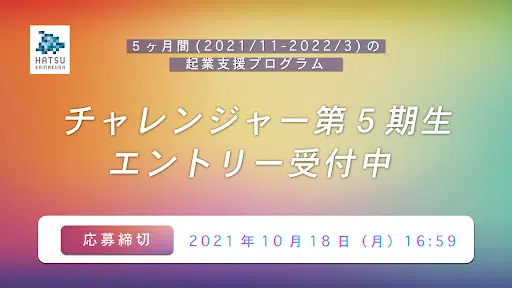 HATSU
KAMAKURA
５ヶ月間(2021/11-2022/3)の
起業支援プログラム
チャレンジャー第５期生
エントリー受付中
応募締切
2021年10月18日（月）16:59